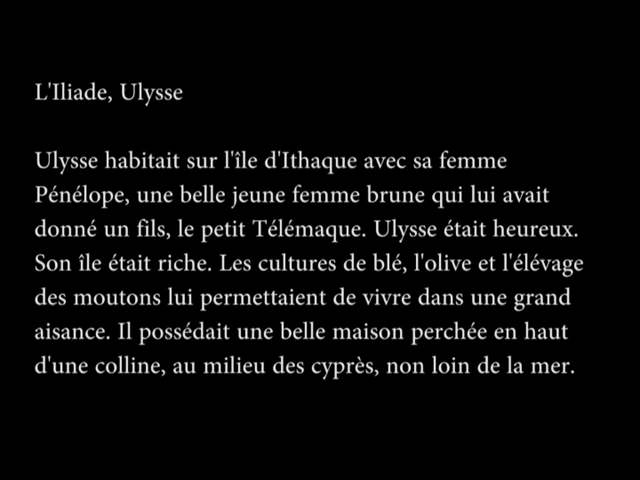 L'Iliade, Ulysse
Ulysse habitait sur l'île d'Ithaque avec sa femme
Pénélope, une belle jeune femme brune qui lui avait
donné un fils, le petit Télémaque. Ulysse était heureux.
Son île était riche. Les cultures de blé, l'olive et l'élévage
des moutons lui permettaient de vivre dans une grand
aisance. Il possédait une belle maison perchée en haut
d'une colline, au milieu des cyprès, non loin de la mer.